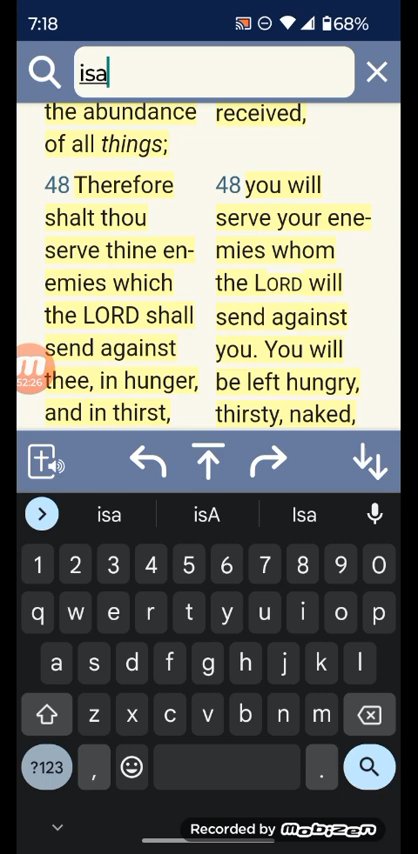 7:18
68%
isa
the abundance
of all things;
received,
48 Therefore
shalt thou
serve thine en-
emies which
the LORD shall
send against
thee, in hunger,
and in thirst,
48 you will
serve your ene-
mies whom
the LORD will
send against
you. You will
be left hungry,
thirsty, naked,
52:26
isa isA Isa
1 2 3 4 5 6 7 8 9 0
q w e r t y u i o p
a s d f g h j k l
z x c v b n m
?123 , .
Recorded by mobizen